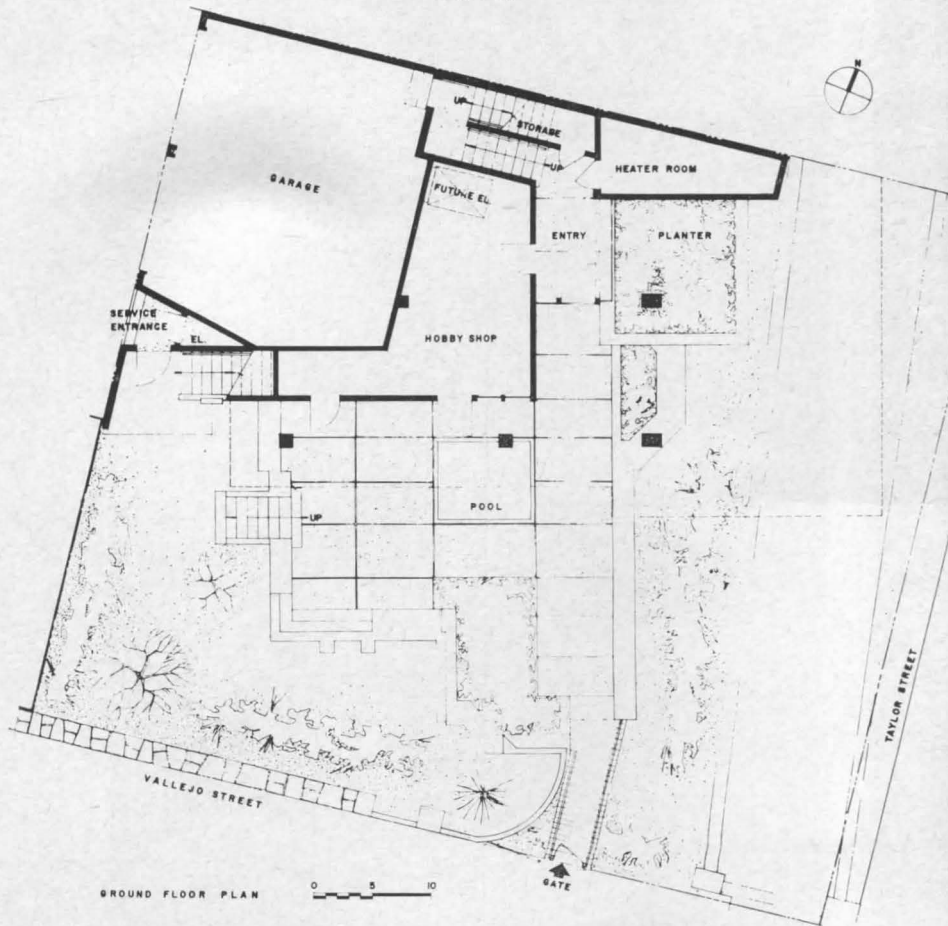 N
UP
STORAGE
UP
HEATER ROOM
GARAGE
FUTURE EL.
ENTRY
PLANTER
SERVICE
ENTRANCE
EL.
HOBBY SHOP
POOL
UP
TAYLOR STREET
VALLEJO STREET
GATE
GROUND FLOOR PLAN
0 5 10